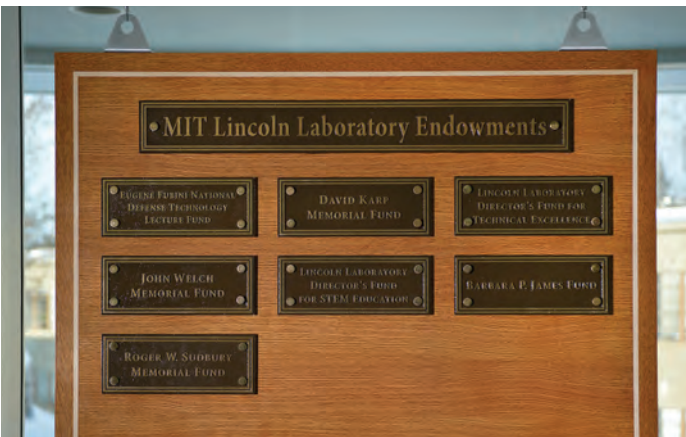 MIT Lincoln Laboratory Endowments
EUGENE FUBINI NATIONAL
DEFENSE TECHNOLOGY
LECTURE FUND
DAVID KARP
MEMORIAL FUND
LINCOLN LABORATORY
DIRECTOR'S FUND FOR
TECHNICAL EXCELLENCE
JOHN WELCH
MEMORIAL FUND
LINCOLN LABORATORY
DIRECTOR'S FUND
FOR STEM EDUCATION
BARBARA P. JAMES FUND
ROGER W. SUDBURY
MEMORIAL FUND